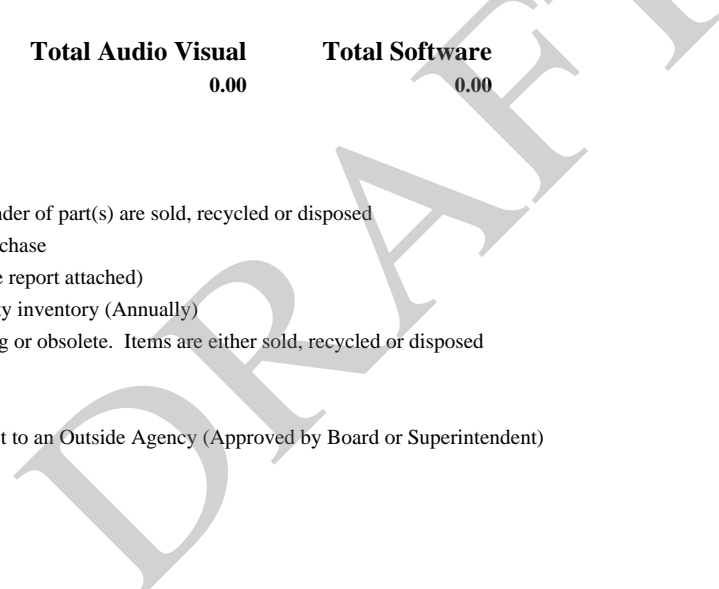 Total Audio Visual Total Software
0.00 0.00
der of part(s) are sold, recycled or disposed
chase
report attached)
inventory (Annually)
or obsolete.  Items are either sold, recycled or disposed
to an Outside Agency (Approved by Board or Superintendent)
DRAFT